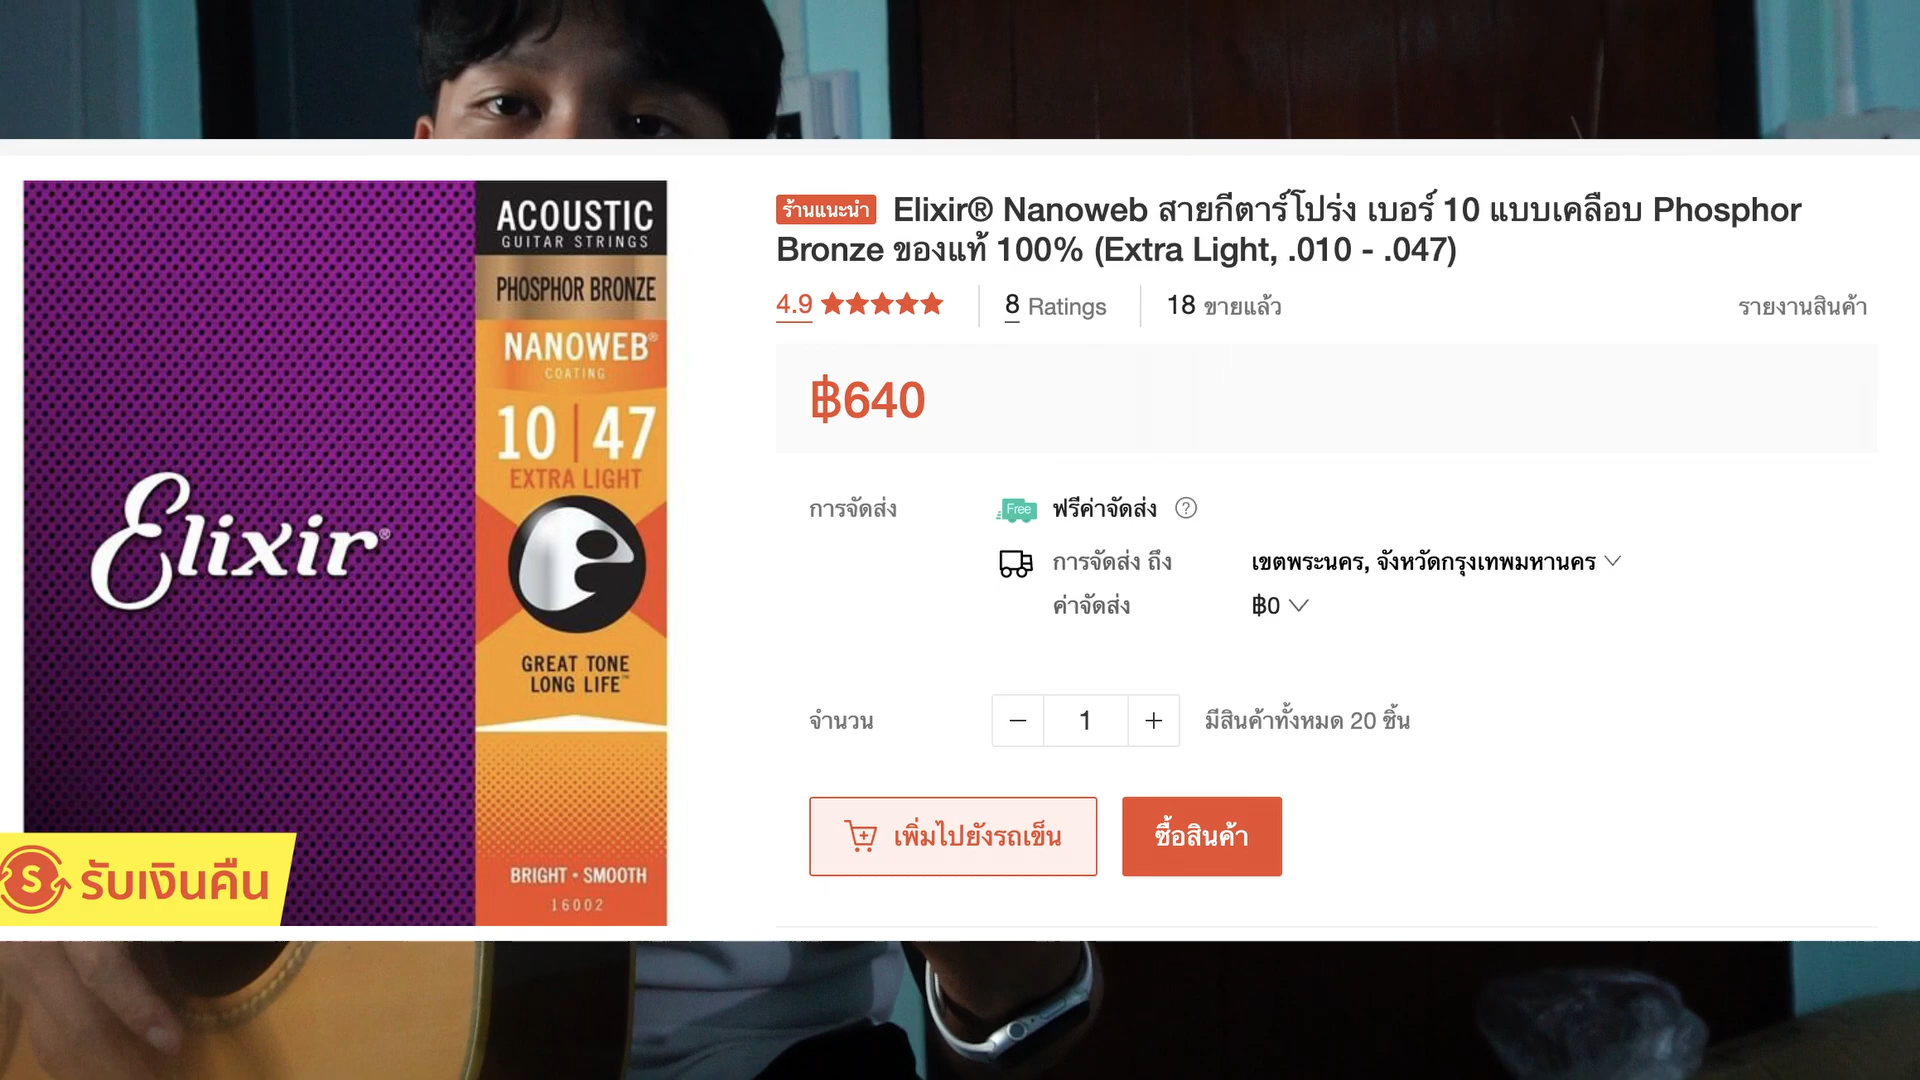 ACOUSTIC
GUITAR STRINGS
PHOSPHOR BRONZE
NANOWEB®
COATING
10 | 47
EXTRA LIGHT
Elixir®
GREAT TONE
LONG LIFE™
BRIGHT • SMOOTH
16002
S รับเงินคืน
ร้านแนะนำ Elixir® Nanoweb สายกีตาร์โปร่ง เบอร์ 10 แบบเคลือบ Phosphor
Bronze ของแท้ 100% (Extra Light, .010 - .047)
4.9 8 Ratings 18 ขายแล้ว รายงานสินค้า
฿640
การจัดส่ง Free ฟรีค่าจัดส่ง ?
การจัดส่ง ถึง เขตพระนคร, จังหวัดกรุงเทพมหานคร
ค่าจัดส่ง ฿0
จำนวน − 1 + มีสินค้าทั้งหมด 20 ชิ้น
เพิ่มไปยังรถเข็น ซื้อสินค้า